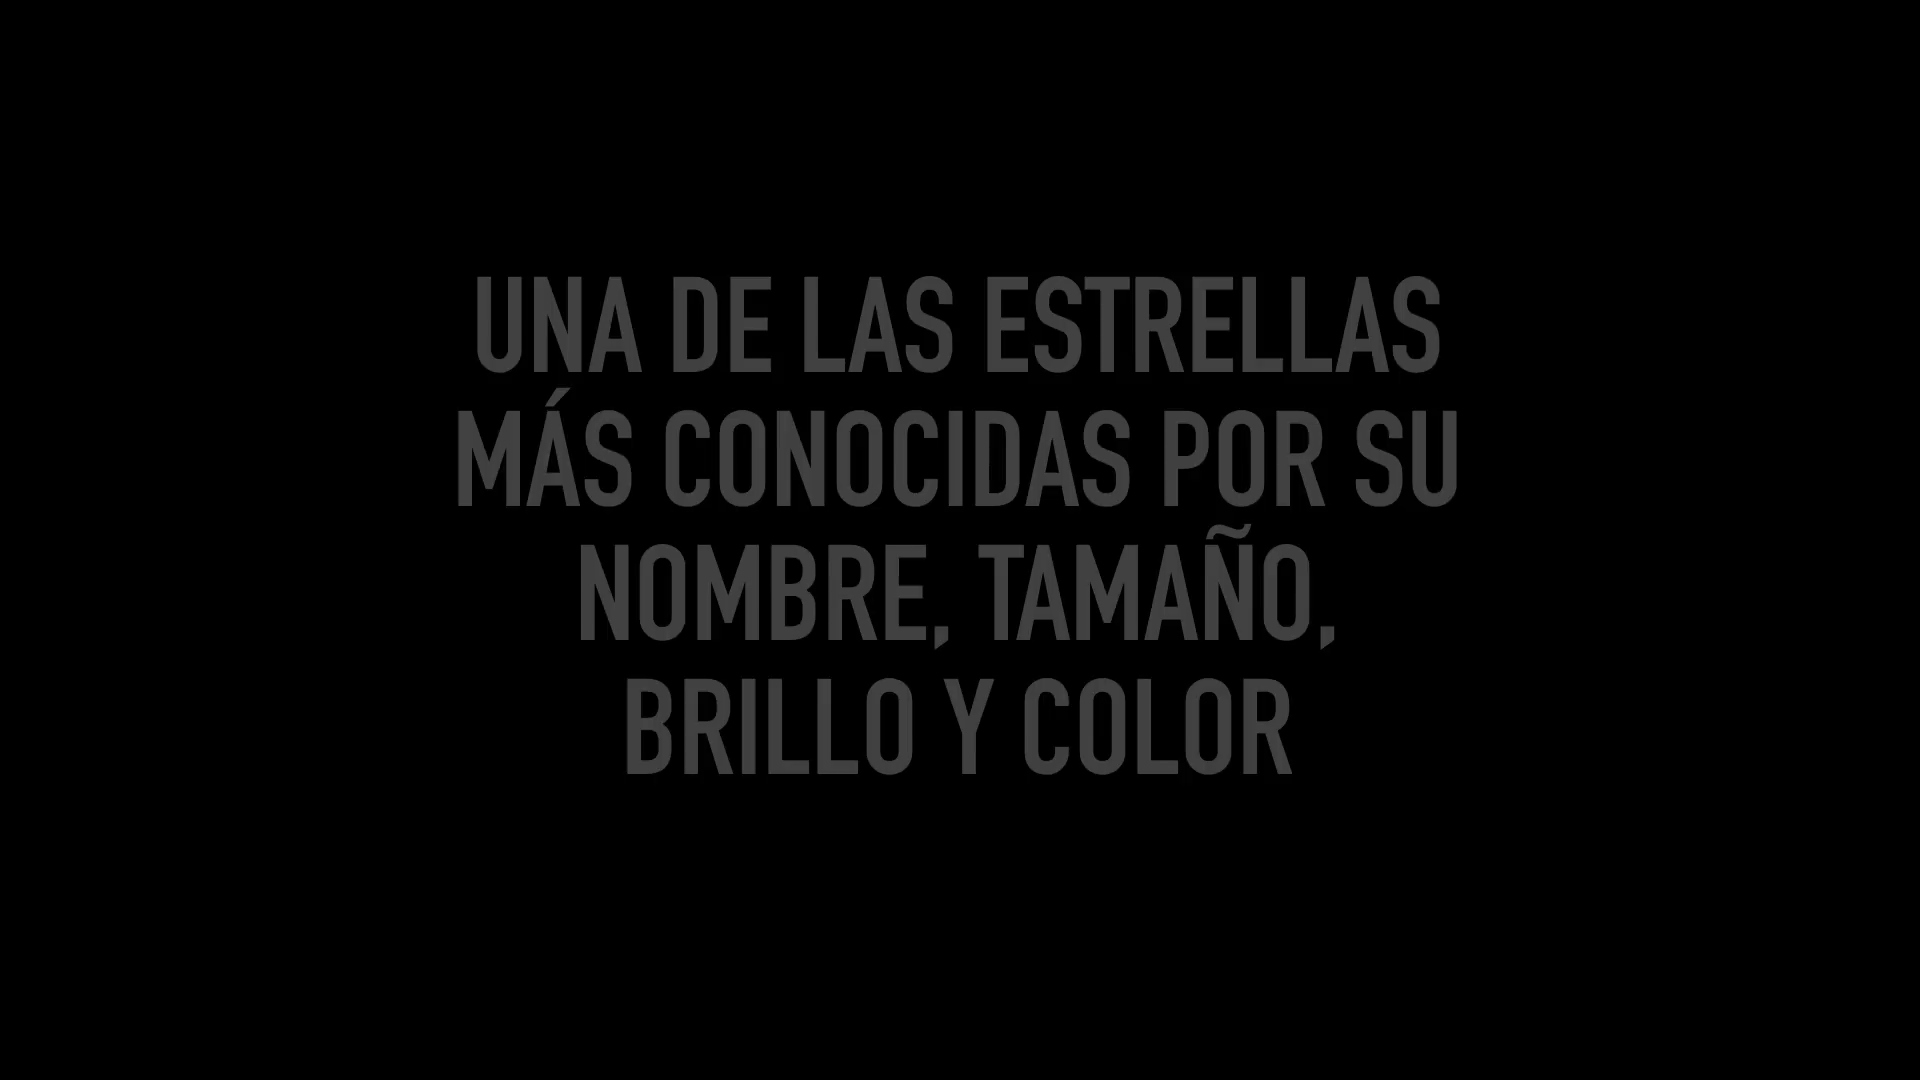 UNA DE LAS ESTRELLAS
MÁS CONOCIDAS POR SU
NOMBRE, TAMAÑO,
BRILLO Y COLOR